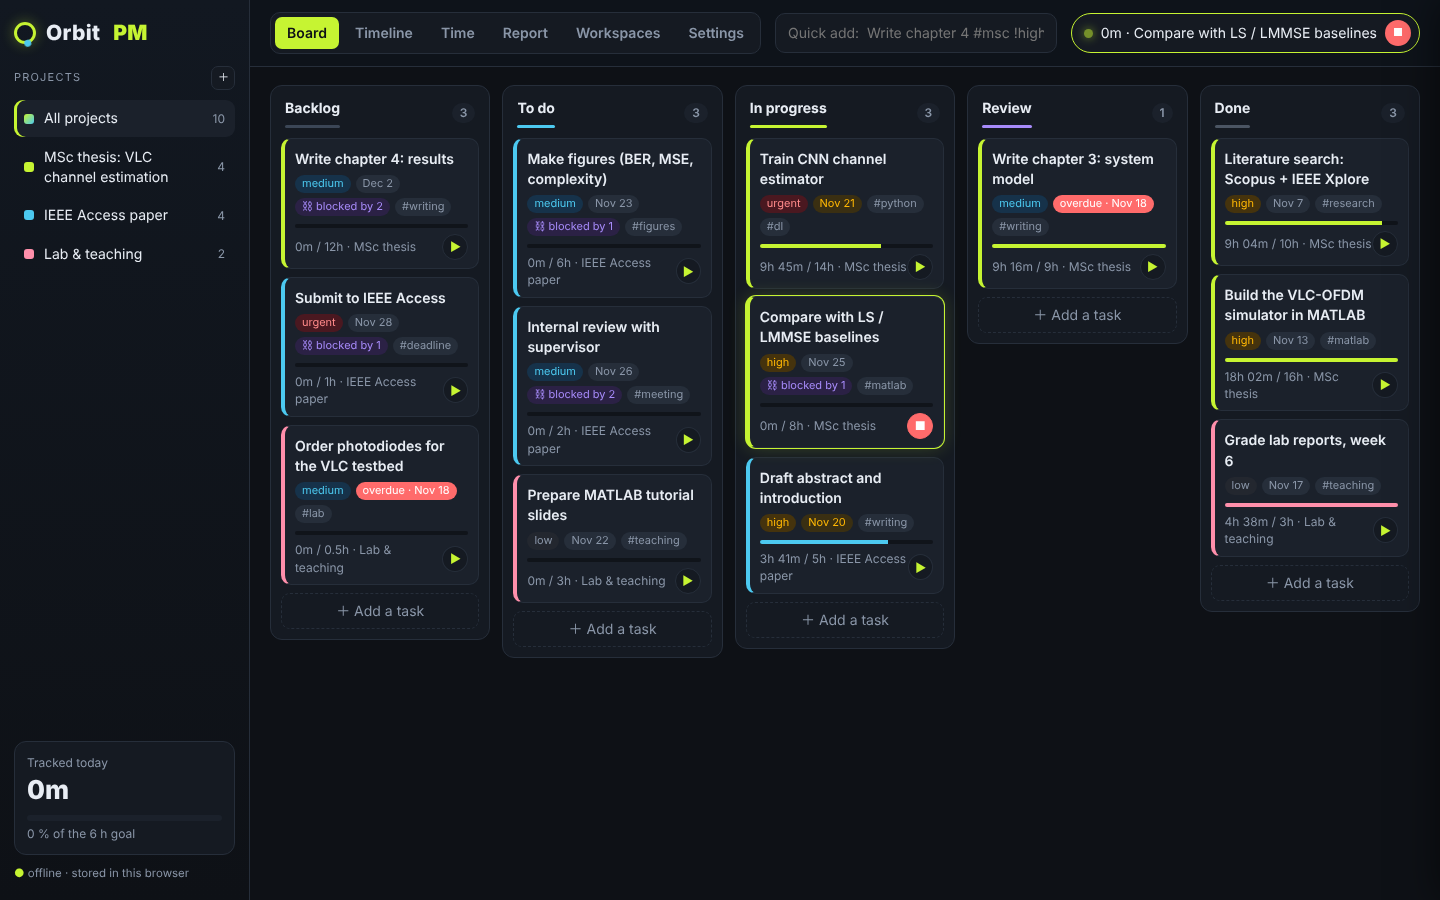 Orbit PM
PROJECTS
+
All projects 10
MSc thesis: VLC
channel estimation 4
IEEE Access paper 4
Lab & teaching 2
Tracked today
0m
0 % of the 6 h goal
offline · stored in this browser
Board Timeline Time Report Workspaces Settings
Quick add: Write chapter 4 #msc !high
0m · Compare with LS / LMMSE baselines
Backlog 3
Write chapter 4: results
medium Dec 2
blocked by 2 #writing
0m / 12h · MSc thesis
Submit to IEEE Access
urgent Nov 28
blocked by 1 #deadline
0m / 1h · IEEE Access
paper
Order photodiodes for
the VLC testbed
medium overdue · Nov 18
#lab
0m / 0.5h · Lab &
teaching
+ Add a task
To do 3
Make figures (BER, MSE,
complexity)
medium Nov 23
blocked by 1 #figures
0m / 6h · IEEE Access
paper
Internal review with
supervisor
medium Nov 26
blocked by 2 #meeting
0m / 2h · IEEE Access
paper
Prepare MATLAB tutorial
slides
low Nov 22 #teaching
0m / 3h · Lab & teaching
+ Add a task
In progress 3
Train CNN channel
estimator
urgent Nov 21 #python
#dl
9h 45m / 14h · MSc thesis
Compare with LS /
LMMSE baselines
high Nov 25
blocked by 1 #matlab
0m / 8h · MSc thesis
Draft abstract and
introduction
high Nov 20 #writing
3h 41m / 5h · IEEE Access
paper
+ Add a task
Review 1
Write chapter 3: system
model
medium overdue · Nov 18
#writing
9h 16m / 9h · MSc thesis
+ Add a task
Done 3
Literature search:
Scopus + IEEE Xplore
high Nov 7 #research
9h 04m / 10h · MSc thesis
Build the VLC-OFDM
simulator in MATLAB
high Nov 13 #matlab
18h 02m / 16h · MSc
thesis
Grade lab reports, week
6
low Nov 17 #teaching
4h 38m / 3h · Lab &
teaching
+ Add a task